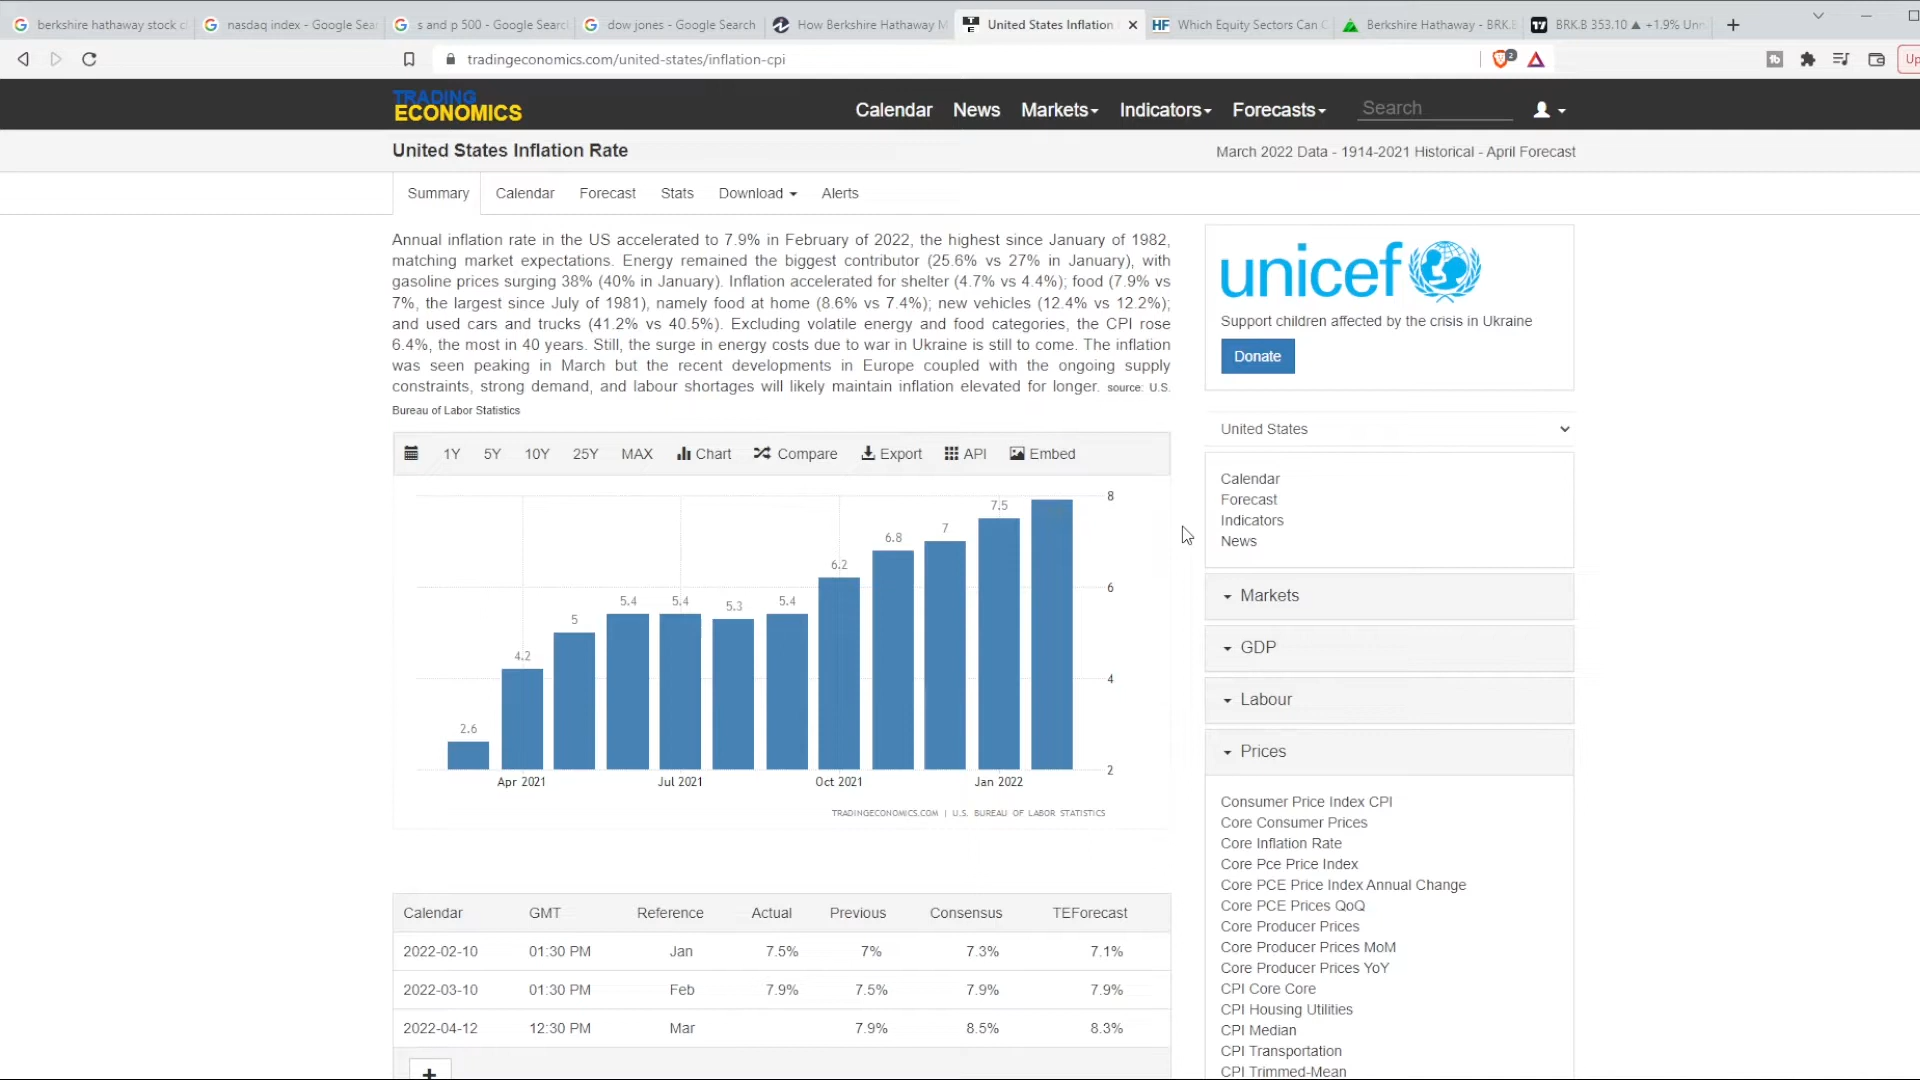 berkshire hathaway stock c
nasdaq index - Google Sear
s and p 500 - Google Searc
dow jones - Google Search
How Berkshire Hathaway M
United States Inflation
HF Which Equity Sectors Can C
Berkshire Hathaway - BRK.B
BRK.B 353.10 ▲ +1.9% Unn
tradingeconomics.com/united-states/inflation-cpi
2
Up
TRADING
ECONOMICS
Calendar
News
Markets
Indicators
Forecasts
Search
United States Inflation Rate
March 2022 Data - 1914-2021 Historical - April Forecast
Summary
Calendar
Forecast
Stats
Download
Alerts
Annual inflation rate in the US accelerated to 7.9% in February of 2022, the highest since January of 1982,
matching market expectations. Energy remained the biggest contributor (25.6% vs 27% in January), with
gasoline prices surging 38% (40% in January). Inflation accelerated for shelter (4.7% vs 4.4%); food (7.9% vs
7%, the largest since July of 1981), namely food at home (8.6% vs 7.4%); new vehicles (12.4% vs 12.2%);
and used cars and trucks (41.2% vs 40.5%). Excluding volatile energy and food categories, the CPI rose
6.4%, the most in 40 years. Still, the surge in energy costs due to war in Ukraine is still to come. The inflation
was seen peaking in March but the recent developments in Europe coupled with the ongoing supply
constraints, strong demand, and labour shortages will likely maintain inflation elevated for longer. source: U.S.
Bureau of Labor Statistics
unicef
Support children affected by the crisis in Ukraine
Donate
United States
Calendar
Forecast
Indicators
News
Markets
GDP
Labour
Prices
Consumer Price Index CPI
Core Consumer Prices
Core Inflation Rate
Core Pce Price Index
Core PCE Price Index Annual Change
Core PCE Prices QoQ
Core Producer Prices
Core Producer Prices MoM
Core Producer Prices YoY
CPI Core Core
CPI Housing Utilities
CPI Median
CPI Transportation
CPI Trimmed-Mean
1Y 5Y 10Y 25Y MAX Chart Compare Export API Embed
2.6
4.2
5
5.4
5.4
5.3
5.4
6.2
6.8
7
7.5
8
6
4
2
Apr 2021
Jul 2021
Oct 2021
Jan 2022
TRADINGECONOMICS.COM | U.S. BUREAU OF LABOR STATISTICS
Calendar GMT Reference Actual Previous Consensus TEForecast
2022-02-10 01:30 PM Jan 7.5% 7% 7.3% 7.1%
2022-03-10 01:30 PM Feb 7.9% 7.5% 7.9% 7.9%
2022-04-12 12:30 PM Mar 7.9% 8.5% 8.3%
+